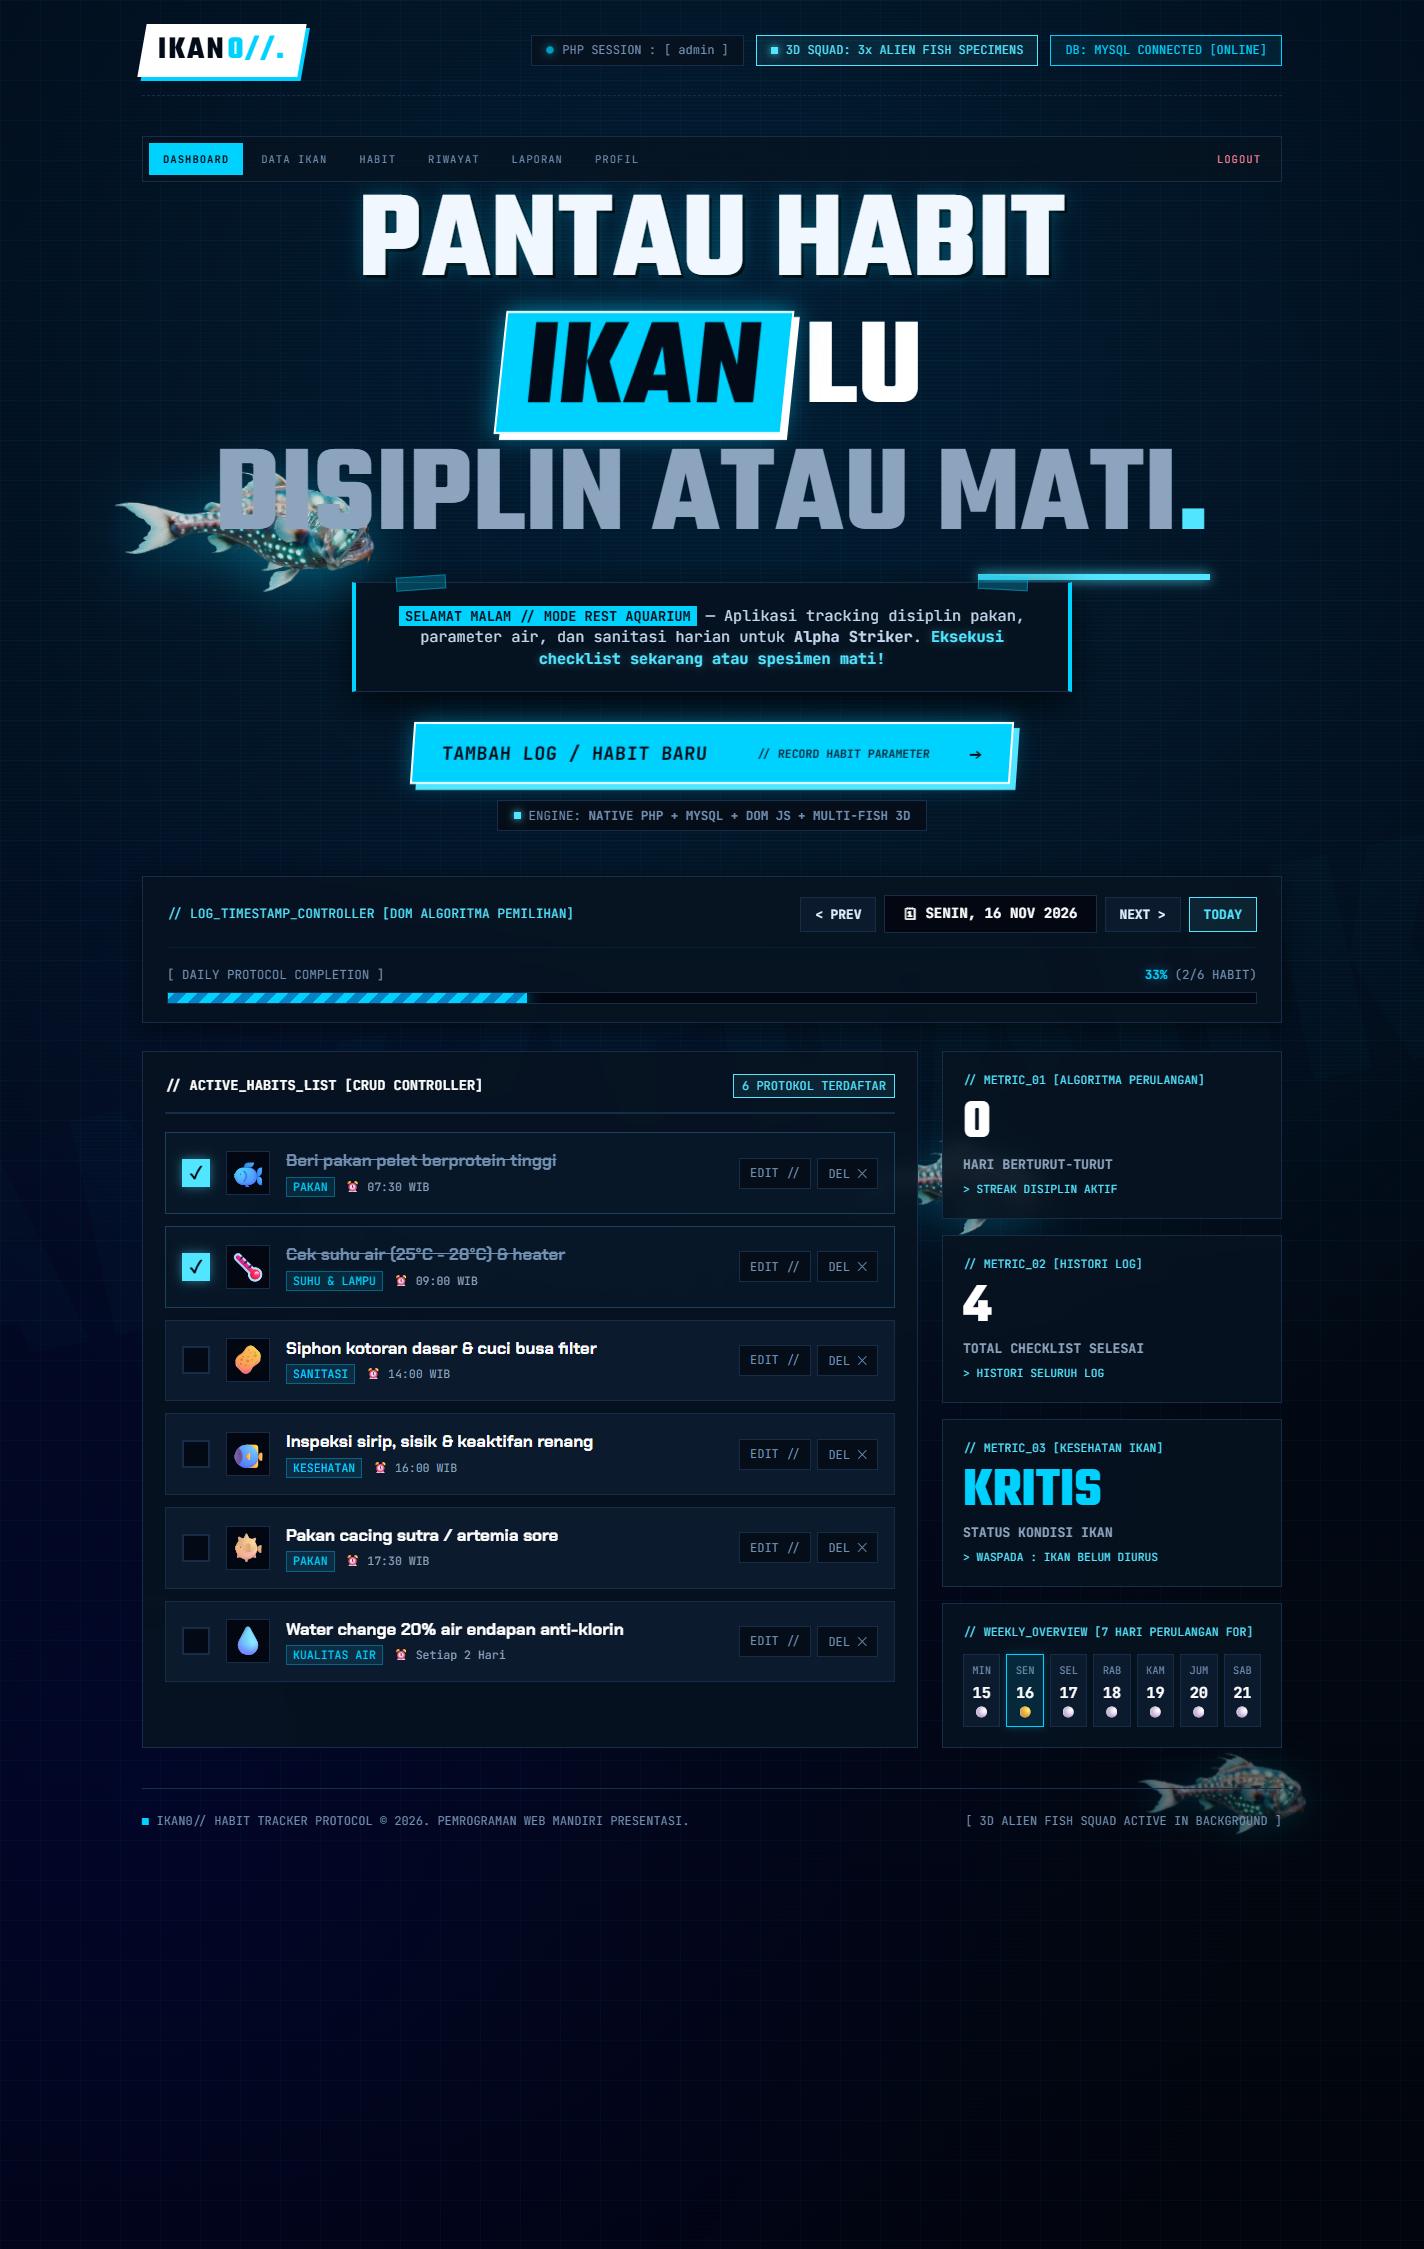 IKAN0//.
PHP SESSION : [ admin ]
3D SQUAD: 3x ALIEN FISH SPECIMENS
DB: MYSQL CONNECTED [ONLINE]
DASHBOARD
DATA IKAN
HABIT
RIWAYAT
LAPORAN
PROFIL
LOGOUT
PANTAU HABIT
IKAN LU
DISIPLIN ATAU MATI.
SELAMAT MALAM // MODE REST AQUARIUM — Aplikasi tracking disiplin pakan,
parameter air, dan sanitasi harian untuk Alpha Striker. Eksekusi
checklist sekarang atau spesimen mati!
TAMBAH LOG / HABIT BARU // RECORD HABIT PARAMETER →
ENGINE: NATIVE PHP + MYSQL + DOM JS + MULTI-FISH 3D
// LOG_TIMESTAMP_CONTROLLER [DOM ALGORITMA PEMILIHAN]
< PREV
SENIN, 16 NOV 2026
NEXT >
TODAY
[ DAILY PROTOCOL COMPLETION ]
33% (2/6 HABIT)
// ACTIVE_HABITS_LIST [CRUD CONTROLLER]
6 PROTOKOL TERDAFTAR
Beri pakan pelet berprotein tinggi
PAKAN ⏰ 07:30 WIB
EDIT //
DEL ✕
Cek suhu air (25°C - 28°C) & heater
SUHU & LAMPU ⏰ 09:00 WIB
EDIT //
DEL ✕
Siphon kotoran dasar & cuci busa filter
SANITASI ⏰ 14:00 WIB
EDIT //
DEL ✕
Inspeksi sirip, sisik & keaktifan renang
KESEHATAN ⏰ 16:00 WIB
EDIT //
DEL ✕
Pakan cacing sutra / artemia sore
PAKAN ⏰ 17:30 WIB
EDIT //
DEL ✕
Water change 20% air endapan anti-klorin
KUALITAS AIR ⏰ Setiap 2 Hari
EDIT //
DEL ✕
// METRIC_01 [ALGORITMA PERULANGAN]
0
HARI BERTURUT-TURUT
> STREAK DISIPLIN AKTIF
// METRIC_02 [HISTORI LOG]
4
TOTAL CHECKLIST SELESAI
> HISTORI SELURUH LOG
// METRIC_03 [KESEHATAN IKAN]
KRITIS
STATUS KONDISI IKAN
> WASPADA : IKAN BELUM DIURUS
// WEEKLY_OVERVIEW [7 HARI PERULANGAN FOR]
MIN SEN SEL RAB KAM JUM SAB
15 16 17 18 19 20 21
IKAN0// HABIT TRACKER PROTOCOL © 2026. PEMROGRAMAN WEB MANDIRI PRESENTASI.
[ 3D ALIEN FISH SQUAD ACTIVE IN BACKGROUND ]